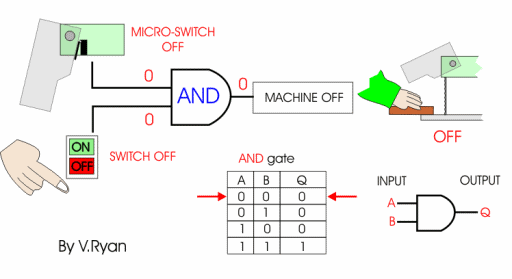 MICRO-SWITCH
OFF
0
AND
0
MACHINE OFF
0
ON
OFF
SWITCH OFF
OFF
AND gate
A B Q
0 0 0
0 1 0
1 0 0
1 1 1
INPUT OUTPUT
A
B
Q
By V.Ryan